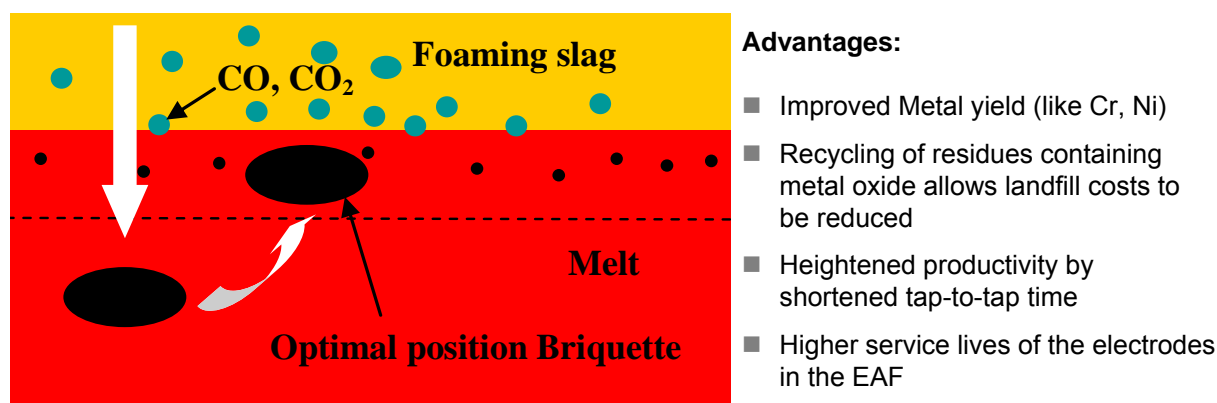 Foaming slag
CO, CO₂
Melt
Optimal position Briquette
Advantages:
■ Improved Metal yield (like Cr, Ni)
■ Recycling of residues containing
metal oxide allows landfill costs to
be reduced
■ Heightened productivity by
shortened tap-to-tap time
■ Higher service lives of the electrodes
in the EAF